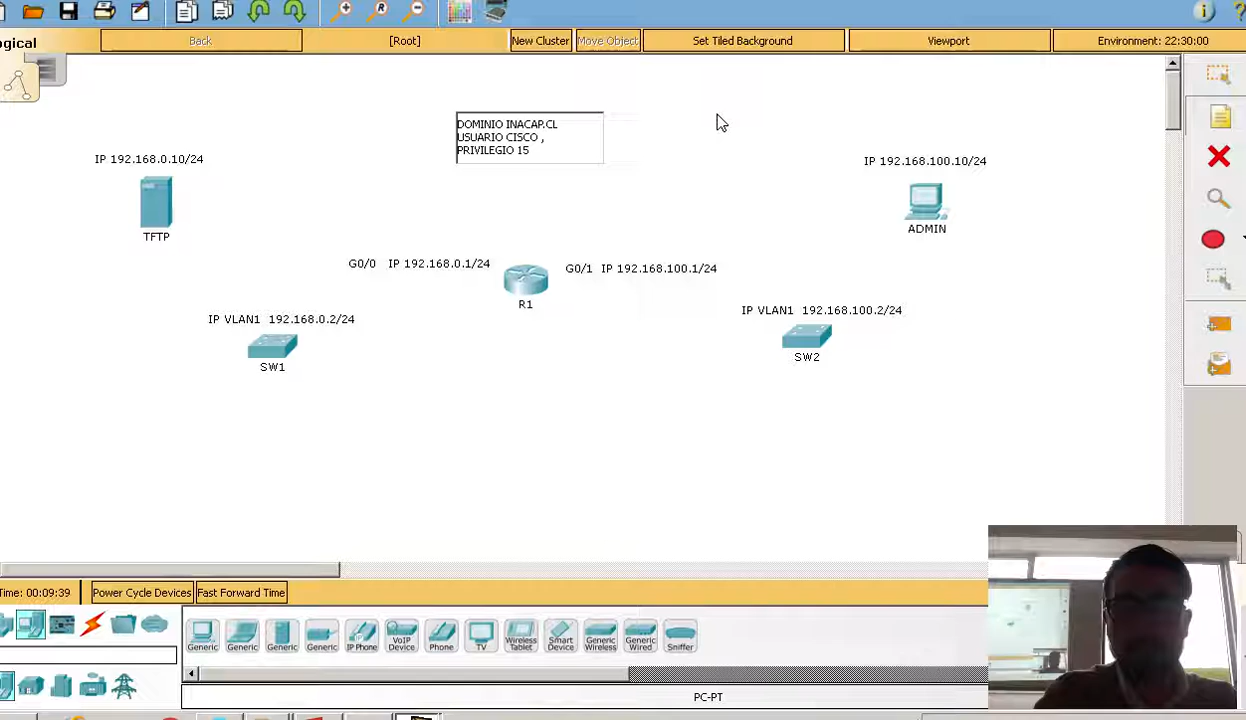 ogical
Back
[Root]
New Cluster
Move Object
Set Tiled Background
Viewport
Environment: 22:30:00
DOMINIO INACAP.CL
USUARIO CISCO ,
PRIVILEGIO 15
IP 192.168.0.10/24
TFTP
IP 192.168.100.10/24
ADMIN
G0/0 IP 192.168.0.1/24
G0/1 IP 192.168.100.1/24
R1
IP VLAN1 192.168.0.2/24
SW1
IP VLAN1 192.168.100.2/24
SW2
Time: 00:09:39
Power Cycle Devices
Fast Forward Time
Generic
Generic
Generic
Generic
IP Phone
VoIP
Device
Phone
TV
Wireless
Tablet
Smart
Device
Generic
Wireless
Generic
Wired
Sniffer
PC-PT